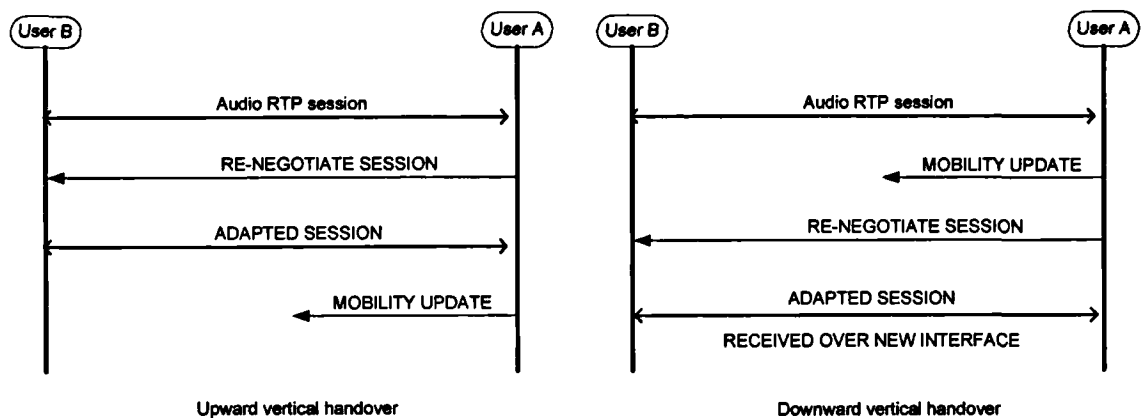 User B
User A
Audio RTP session
RE-NEGOTIATE SESSION
ADAPTED SESSION
MOBILITY UPDATE
Upward vertical handover
User B
User A
Audio RTP session
MOBILITY UPDATE
RE-NEGOTIATE SESSION
ADAPTED SESSION
RECEIVED OVER NEW INTERFACE
Downward vertical handover